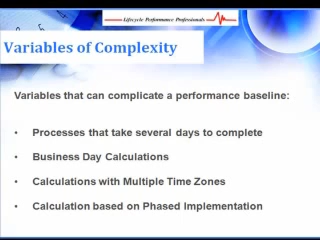 Lifecycle Performance Professionals
Variables of Complexity
Variables that can complicate a performance baseline:
• Processes that take several days to complete
• Business Day Calculations
• Calculations with Multiple Time Zones
• Calculation based on Phased Implementation